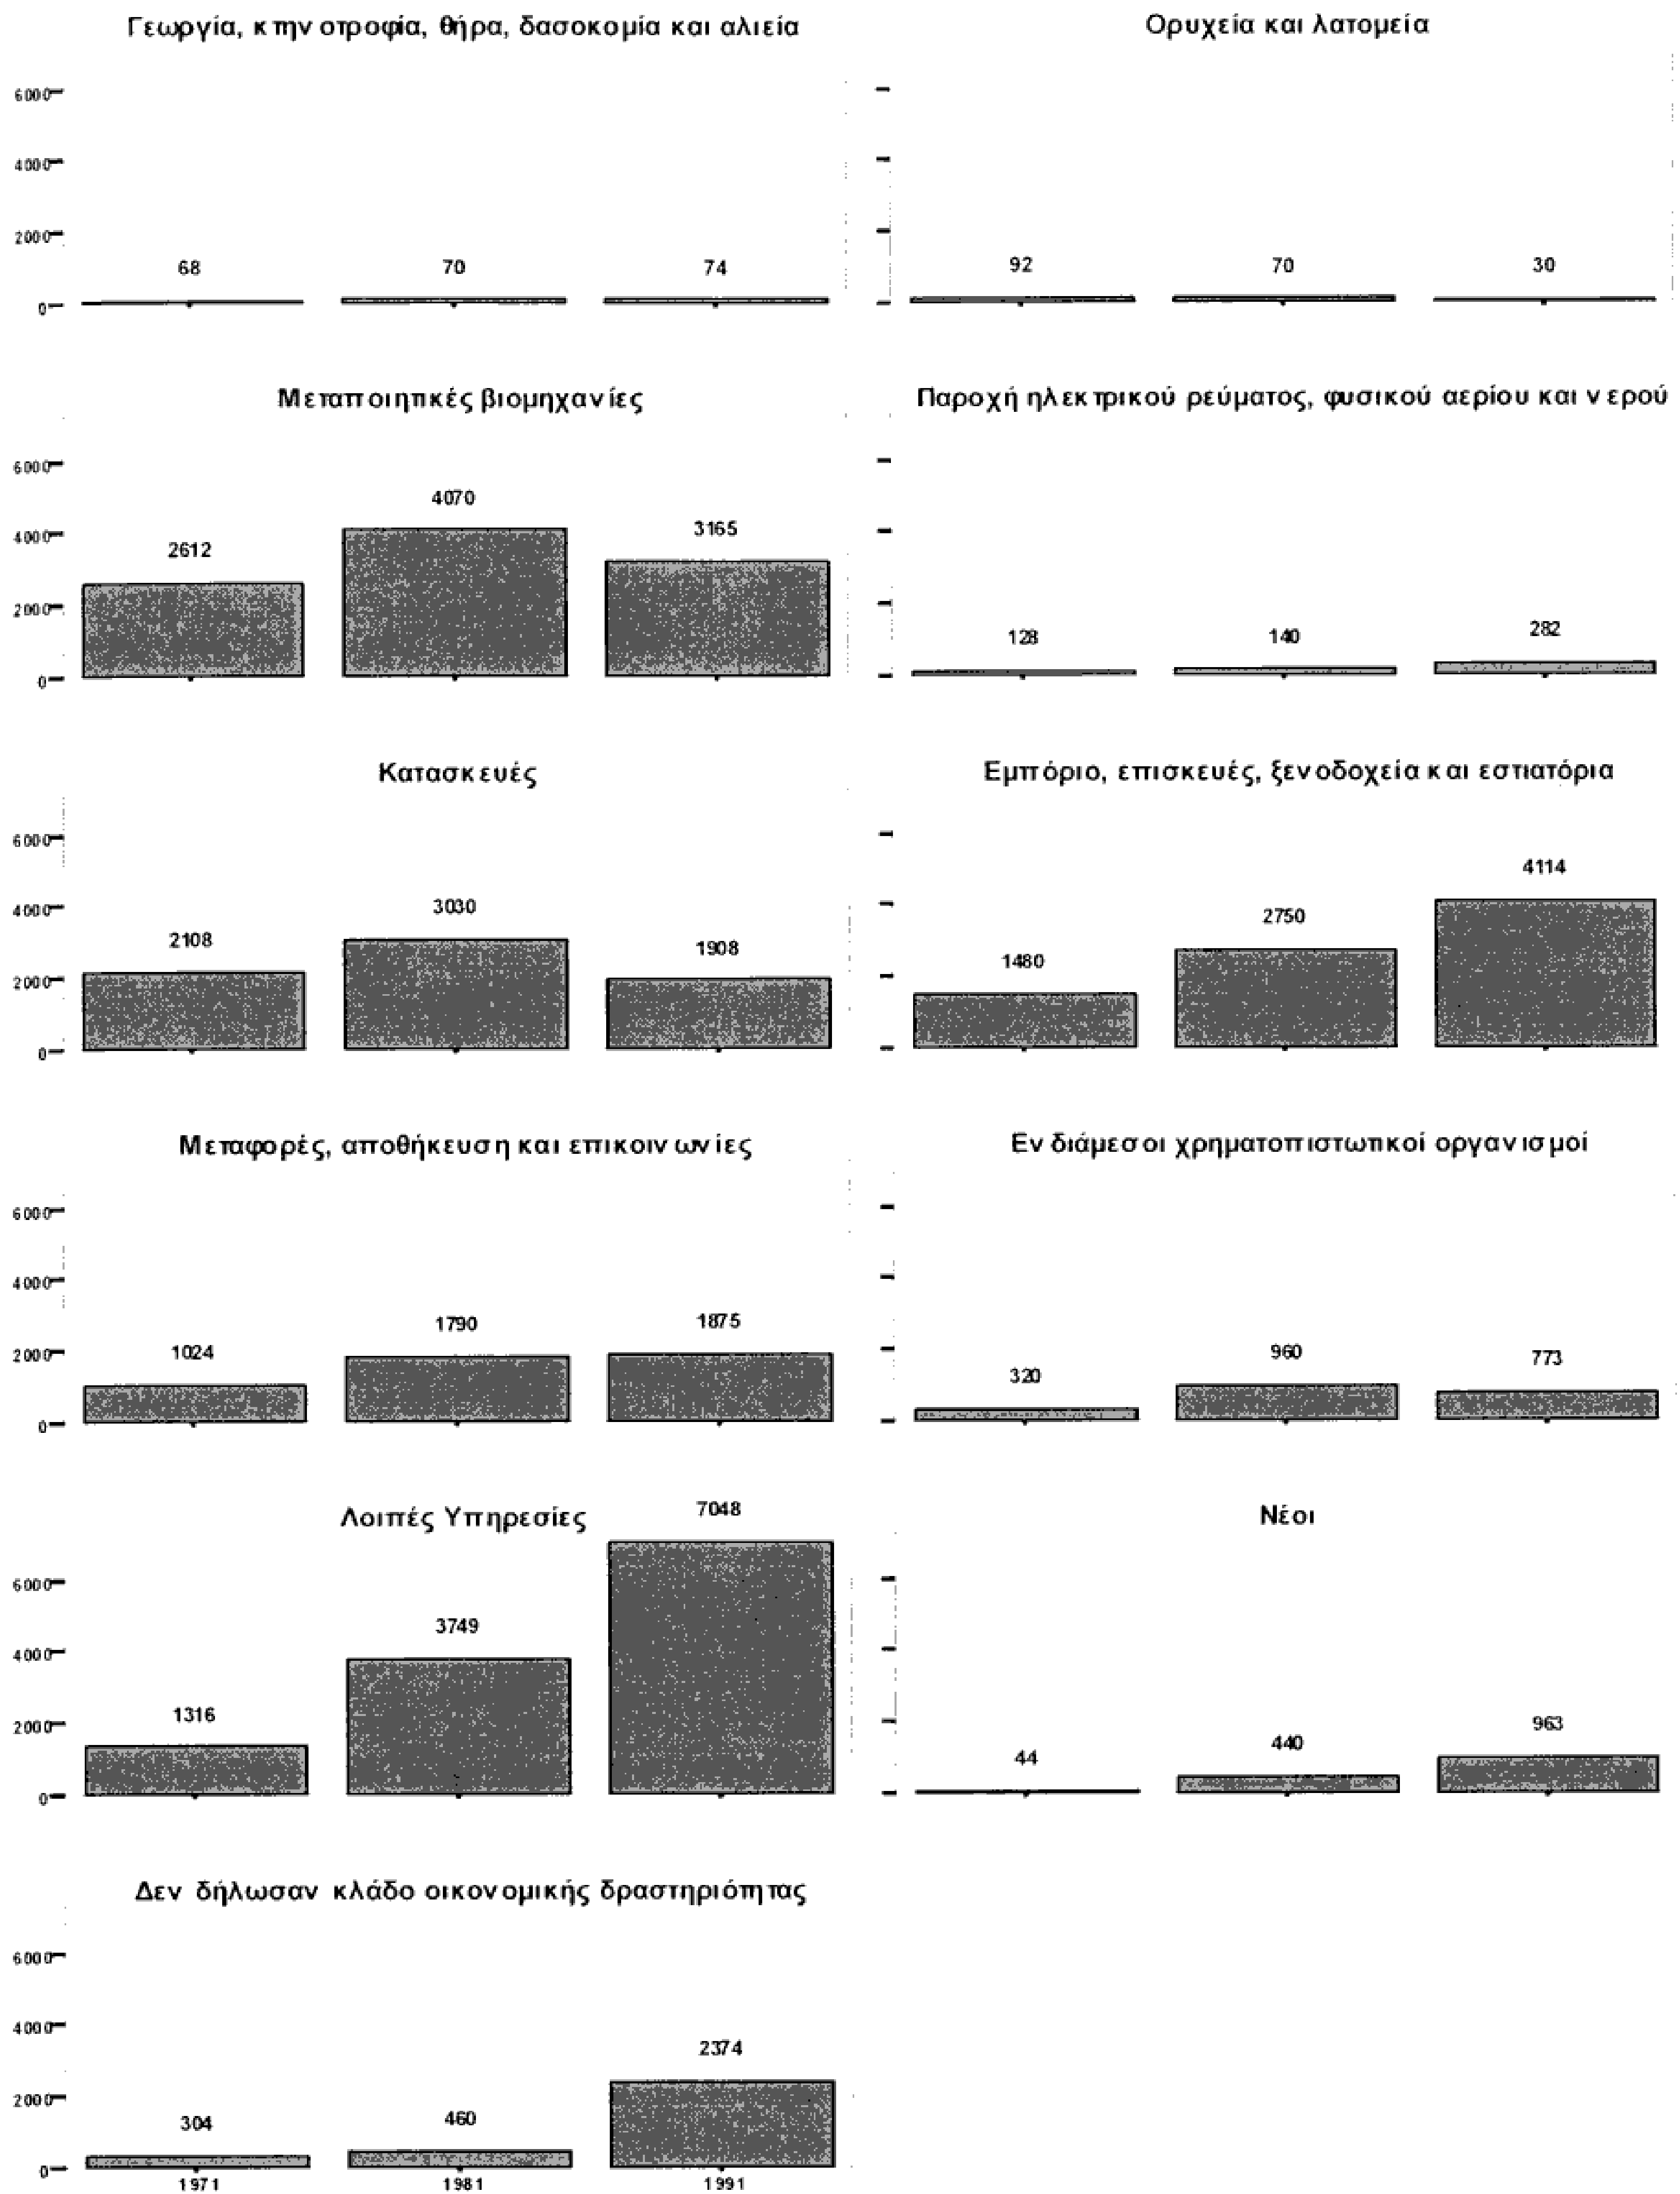 Γεωργία, κτηνοτροφία, θήρα, δασοκομία και αλιεία
6000
4000
2000
0
68 70 74
Ορυχεία και λατομεία
92 70 30
Μεταποιητικές βιομηχανίες
6000
4000
2000
0
2612 4070 3165
Παροχή ηλεκτρικού ρεύματος, φυσικού αερίου και νερού
128 140 282
Κατασκευές
6000
4000
2000
0
2108 3030 1908
Εμπόριο, επισκευές, ξενοδοχεία και εστιατόρια
1480 2750 4114
Μεταφορές, αποθήκευση και επικοινωνίες
6000
4000
2000
0
1024 1790 1875
Ενδιάμεσοι χρηματοπιστωτικοί οργανισμοί
320 960 773
Λοιπές Υπηρεσίες
6000
4000
2000
0
1316 3749 7048
Νέοι
44 440 963
Δεν δήλωσαν κλάδο οικονομικής δραστηριότητας
6000
4000
2000
0
304 460 2374
1971 1981 1991